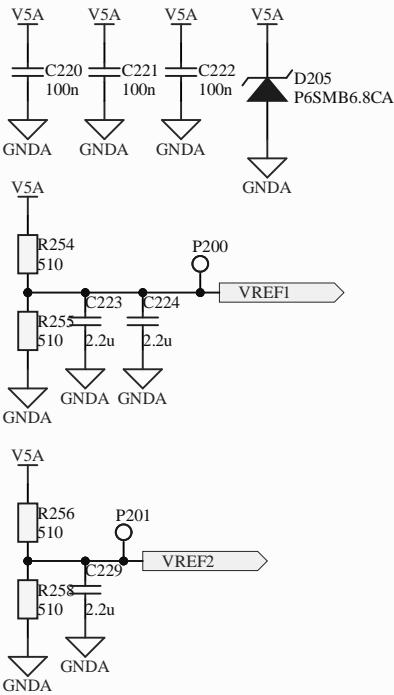 V5A V5A V5A V5A
C220 C221 C222 D205
100n 100n 100n P6SMB6.8CA
GNDA GNDA GNDA GNDA
V5A
R254 P200
510
C223 C224 VREF1
R255
510 2.2u 2.2u
GNDA GNDA GNDA
V5A
R256 P201
510
C229 VREF2
R258
510 2.2u
GNDA GNDA